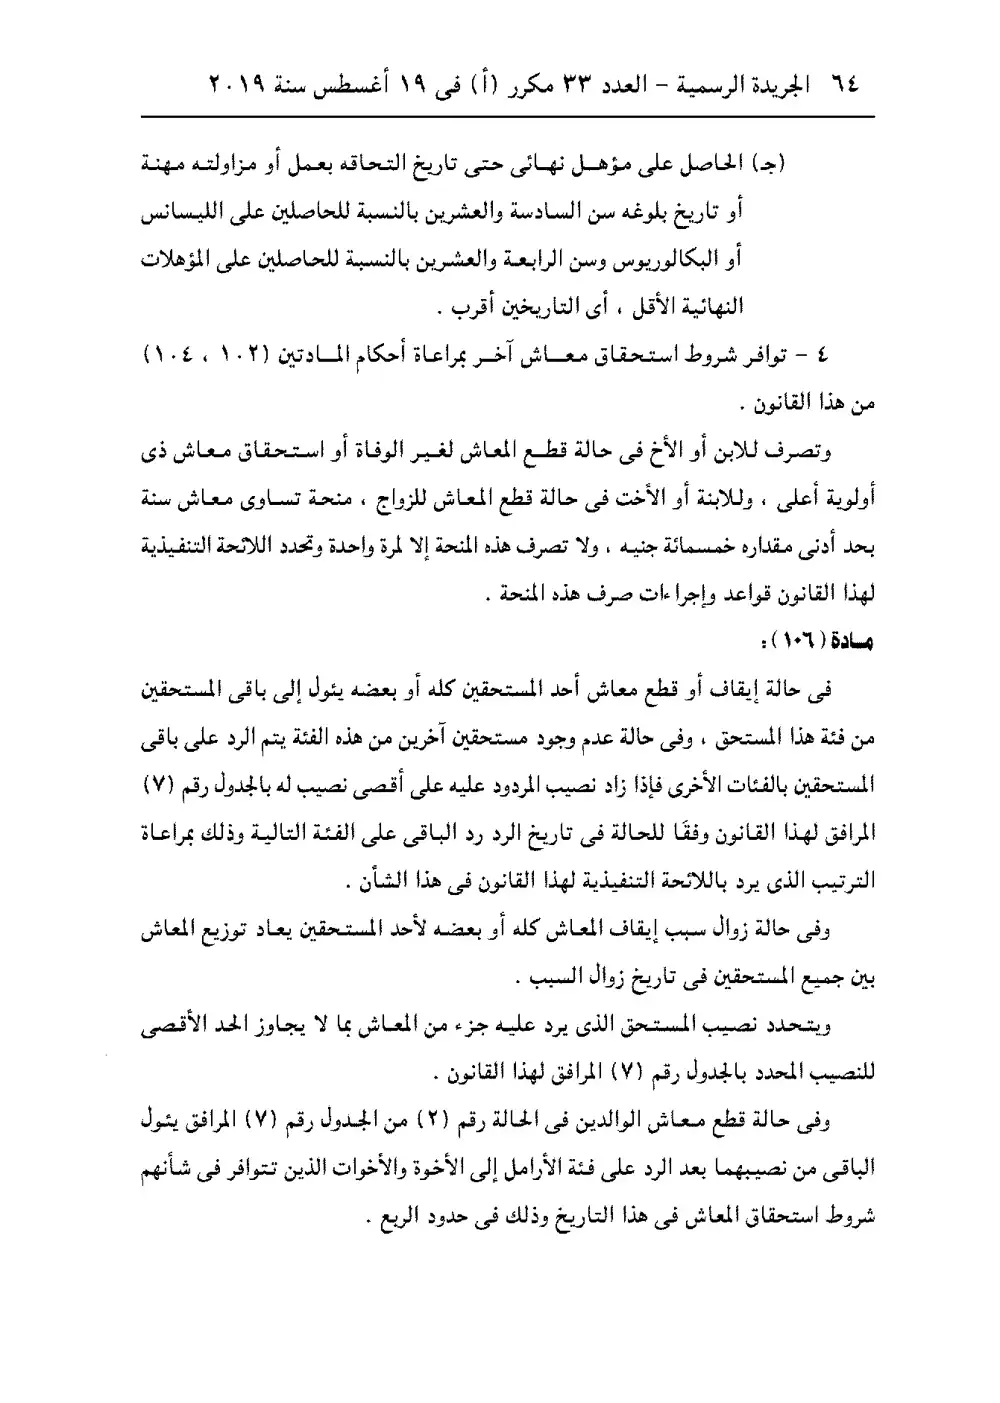 ٦٤ الجريدة الرسمية - العدد ٣٣ مكرر (أ) فى ١٩ أغسطس سنة ٢٠١٩
(جـ) الحاصل على مؤهل نهائى حتى تاريخ التحاقه بعمل أو مزاولته مهنة
أو تاريخ بلوغه سن السادسة والعشرين بالنسبة للحاصلين على الليسانس
أو البكالوريوس وسن الرابعة والعشرين بالنسبة للحاصلين على المؤهلات
النهائية الأقل ، أى التاريخين أقرب .
٤ - توافر شروط استحقاق معاش آخر بمراعاة أحكام المادتين (١٠٢ ، ١٠٤)
من هذا القانون .
وتصرف للابن أو الأخ فى حالة قطع المعاش لغير الوفاة أو استحقاق معاش ذى
أولوية أعلى ، وللابنة أو الأخت فى حالة قطع المعاش للزواج ، منحة تساوى معاش سنة
بحد أدنى مقداره خمسمائة جنيه ، ولا تصرف هذه المنحة إلا لمرة واحدة وتحدد اللائحة التنفيذية
لهذا القانون قواعد وإجراءات صرف هذه المنحة .
مادة (١٠٦) :
فى حالة إيقاف أو قطع معاش أحد المستحقين كله أو بعضه يئول إلى باقى المستحقين
من فئة هذا المستحق ، وفى حالة عدم وجود مستحقين آخرين من هذه الفئة يتم الرد على باقى
المستحقين بالفئات الأخرى فإذا زاد نصيب المردود عليه على أقصى نصيب له بالجدول رقم (٧)
المرافق لهذا القانون وفقًا للحالة فى تاريخ الرد رد الباقى على الفئة التالية وذلك بمراعاة
الترتيب الذى يرد باللائحة التنفيذية لهذا القانون فى هذا الشأن .
وفى حالة زوال سبب إيقاف المعاش كله أو بعضه لأحد المستحقين يعاد توزيع المعاش
بين جميع المستحقين فى تاريخ زوال السبب .
ويتحدد نصيب المستحق الذى يرد عليه جزء من المعاش بما لا يجاوز الحد الأقصى
للنصيب المحدد بالجدول رقم (٧) المرافق لهذا القانون .
وفى حالة قطع معاش الوالدين فى الحالة رقم (٢) من الجدول رقم (٧) المرافق يئول
الباقى من نصيبهما بعد الرد على فئة الأرامل إلى الأخوة والأخوات الذين تتوافر فى شأنهم
شروط استحقاق المعاش فى هذا التاريخ وذلك فى حدود الربع .